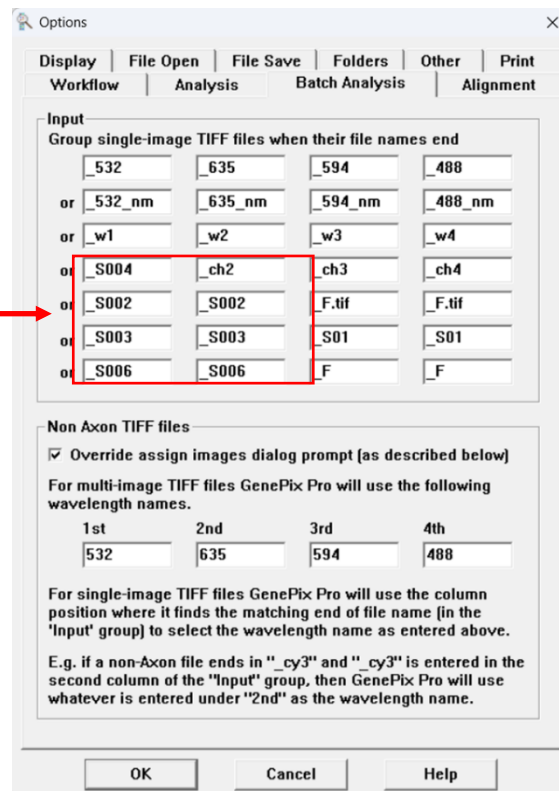 Options
Display File Open File Save Folders Other Print
Workflow Analysis Batch Analysis Alignment
Input
Group single-image TIFF files when their file names end
_532 _635 _594 _488
or _532_nm _635_nm _594_nm _488_nm
or _w1 _w2 _w3 _w4
or _S004 _ch2 _ch3 _ch4
or _S002 _S002 _F.tif _F.tif
or _S003 _S003 _S01 _S01
or _S006 _S006 _F _F
Non Axon TIFF files
Override assign images dialog prompt (as described below)
For multi-image TIFF files GenePix Pro will use the following
wavelength names.
1st 2nd 3rd 4th
532 635 594 488
For single-image TIFF files GenePix Pro will use the column
position where it finds the matching end of file name (in the
'Input' group) to select the wavelength name as entered above.
E.g. if a non-Axon file ends in "_cy3" and "_cy3" is entered in the
second column of the "Input" group, then GenePix Pro will use
whatever is entered under "2nd" as the wavelength name.
OK Cancel Help